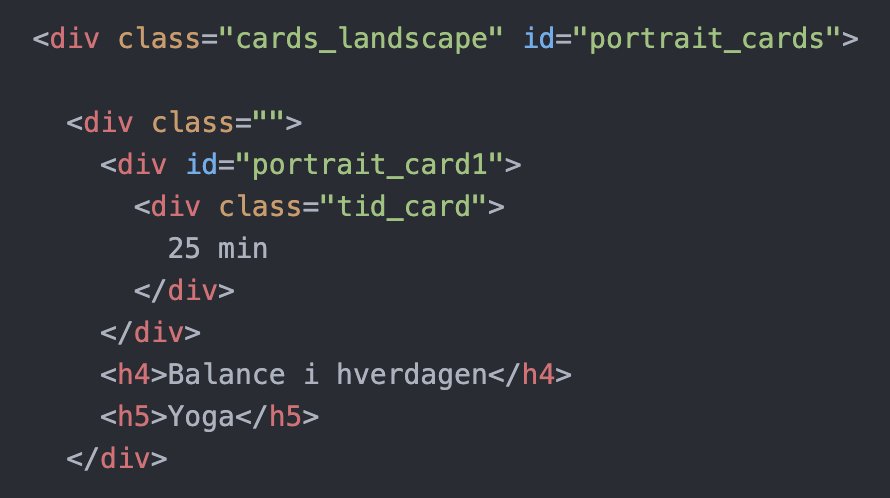 <div class="cards_landscape" id="portrait_cards">
<div class="">
<div id="portrait_card1">
<div class="tid_card">
25 min
</div>
</div>
<h4>Balance i hverdagen</h4>
<h5>Yoga</h5>
</div>